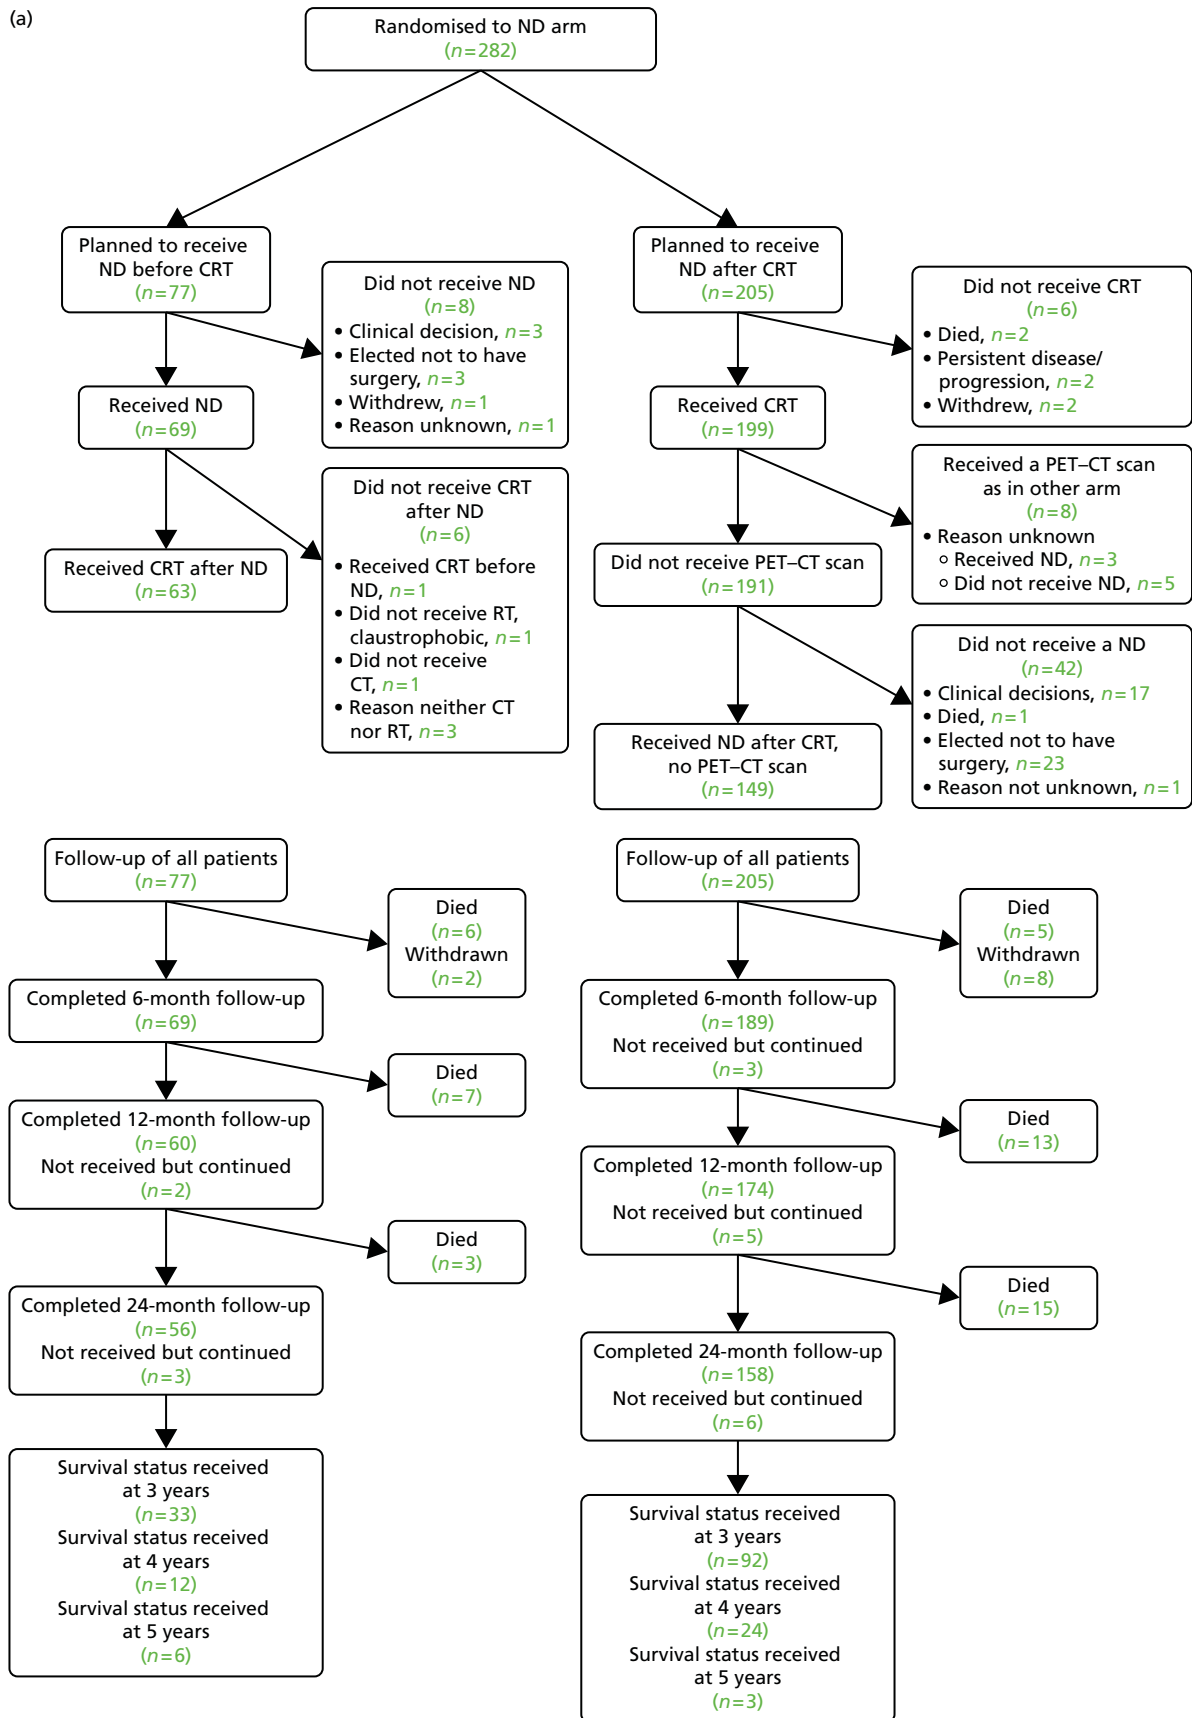 (a)
Randomised to ND arm
(n=282)
Planned to receive
ND before CRT
(n=77)
Did not receive ND
(n=8)
• Clinical decision, n=3
• Elected not to have
surgery, n=3
• Withdrew, n=1
• Reason unknown, n=1
Received ND
(n=69)
Did not receive CRT
after ND
(n=6)
• Received CRT before
ND, n=1
• Did not receive RT,
claustrophobic, n=1
• Did not receive
CT, n=1
• Reason neither CT
nor RT, n=3
Received CRT after ND
(n=63)
Planned to receive
ND after CRT
(n=205)
Did not receive CRT
(n=6)
• Died, n=2
• Persistent disease/
progression, n=2
• Withdrew, n=2
Received CRT
(n=199)
Received a PET–CT scan
as in other arm
(n=8)
• Reason unknown
○ Received ND, n=3
○ Did not receive ND, n=5
Did not receive PET–CT scan
(n=191)
Did not receive a ND
(n=42)
• Clinical decisions, n=17
• Died, n=1
• Elected not to have
surgery, n=23
• Reason not unknown, n=1
Received ND after CRT,
no PET–CT scan
(n=149)
Follow-up of all patients
(n=77)
Died
(n=6)
Withdrawn
(n=2)
Completed 6-month follow-up
(n=69)
Died
(n=7)
Completed 12-month follow-up
(n=60)
Not received but continued
(n=2)
Died
(n=3)
Completed 24-month follow-up
(n=56)
Not received but continued
(n=3)
Survival status received
at 3 years
(n=33)
Survival status received
at 4 years
(n=12)
Survival status received
at 5 years
(n=6)
Follow-up of all patients
(n=205)
Died
(n=5)
Withdrawn
(n=8)
Completed 6-month follow-up
(n=189)
Not received but continued
(n=3)
Died
(n=13)
Completed 12-month follow-up
(n=174)
Not received but continued
(n=5)
Died
(n=15)
Completed 24-month follow-up
(n=158)
Not received but continued
(n=6)
Survival status received
at 3 years
(n=92)
Survival status received
at 4 years
(n=24)
Survival status received
at 5 years
(n=3)